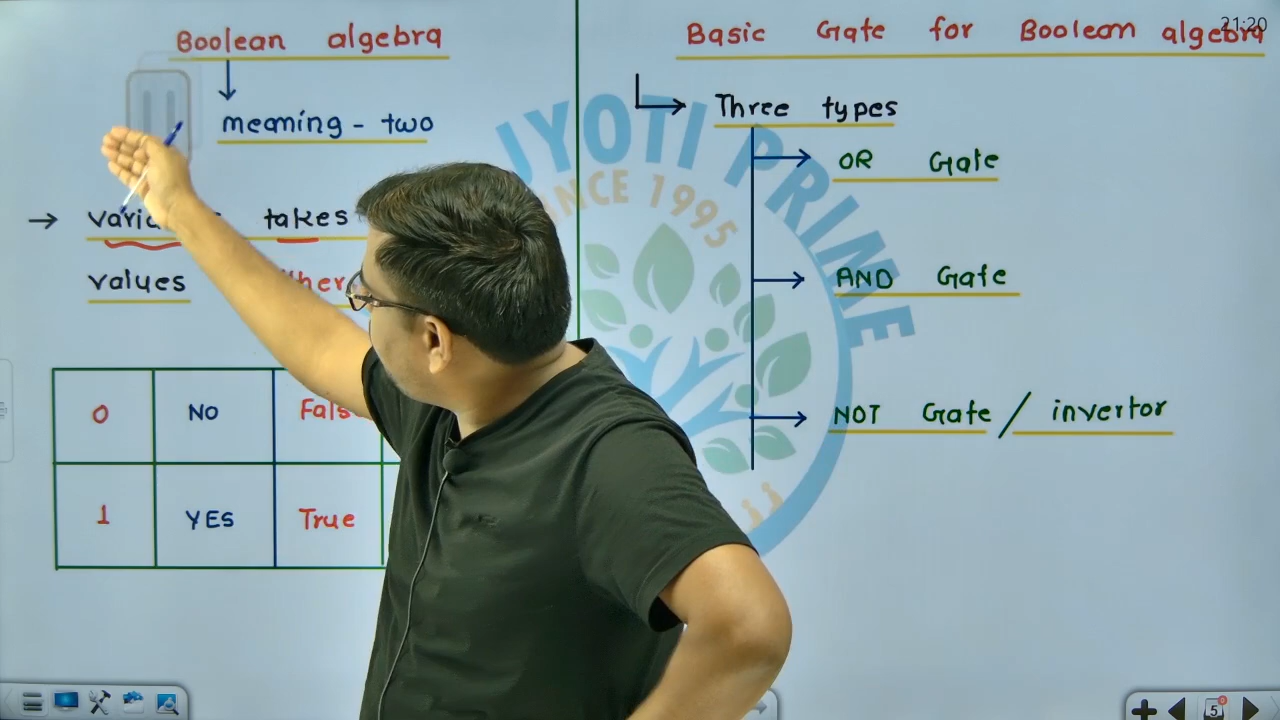 Boolean algebra
meaning - two
→ takes
values
0 NO
1 YES True
Basic Gate for Boolean algebra
Three types
OR Gate
AND Gate
NOT Gate / invertor
JYOTI PRIME
SINCE 1995
21:20
5